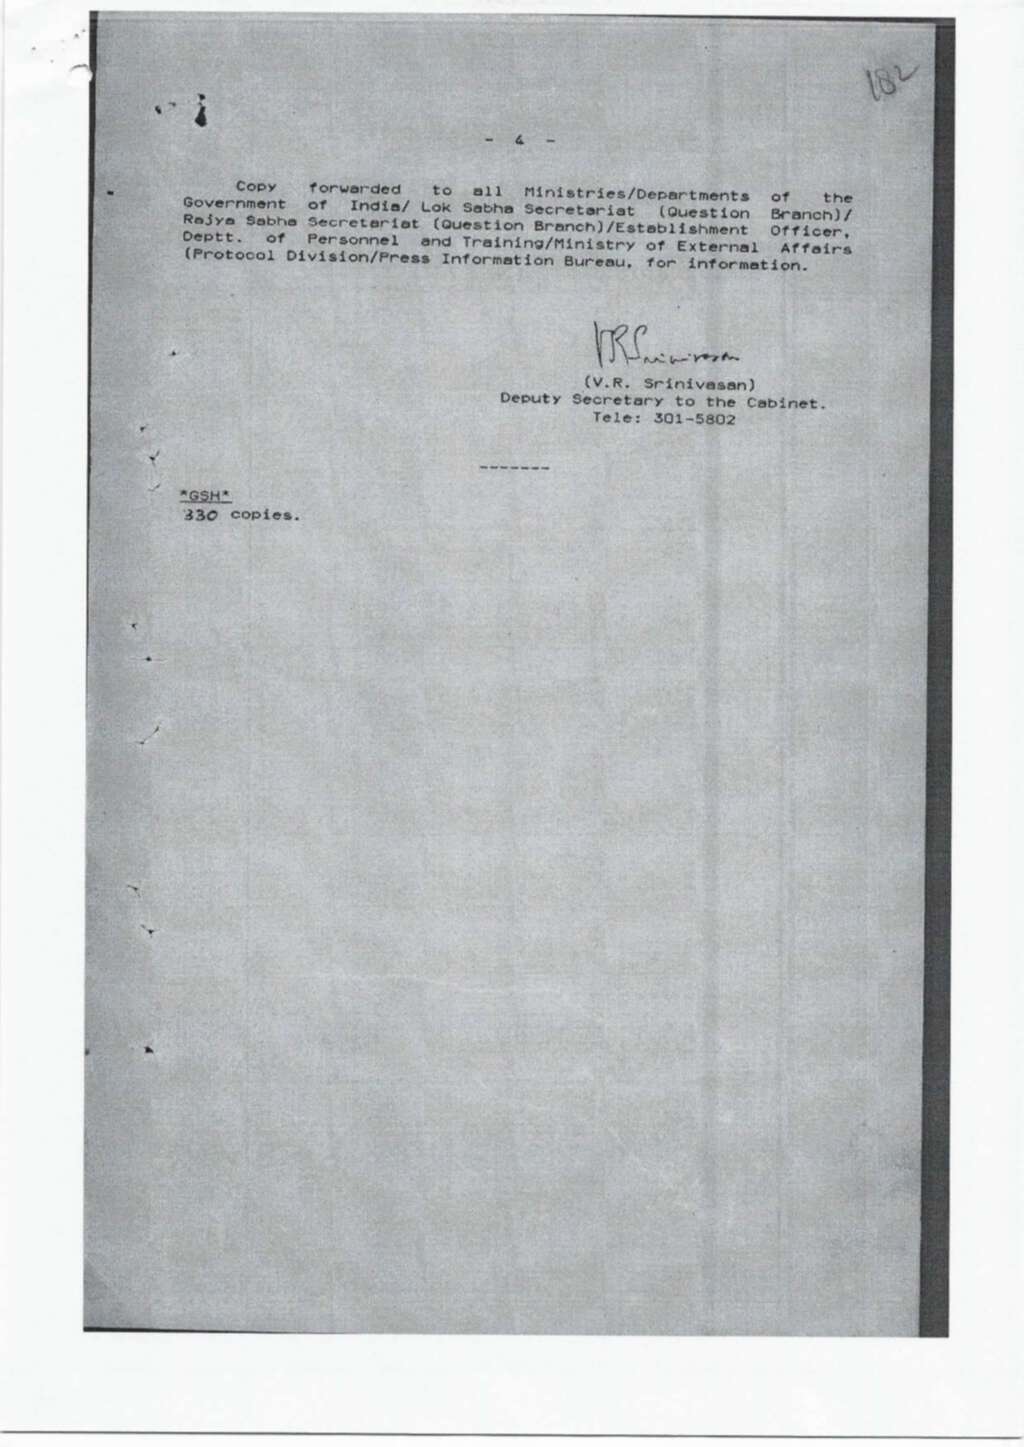 182
- 4 -
Copy forwarded to all Ministries/Departments of the
Government of India/ Lok Sabha Secretariat (Question Branch)/
Rajya Sabha Secretariat (Question Branch)/Establishment Officer,
Deptt. of Personnel and Training/Ministry of External Affairs
(Protocol Division/Press Information Bureau, for information.
VRSrinivasan
(V.R. Srinivasan)
Deputy Secretary to the Cabinet.
Tele: 301-5802
-------
*GSH*
330 copies.